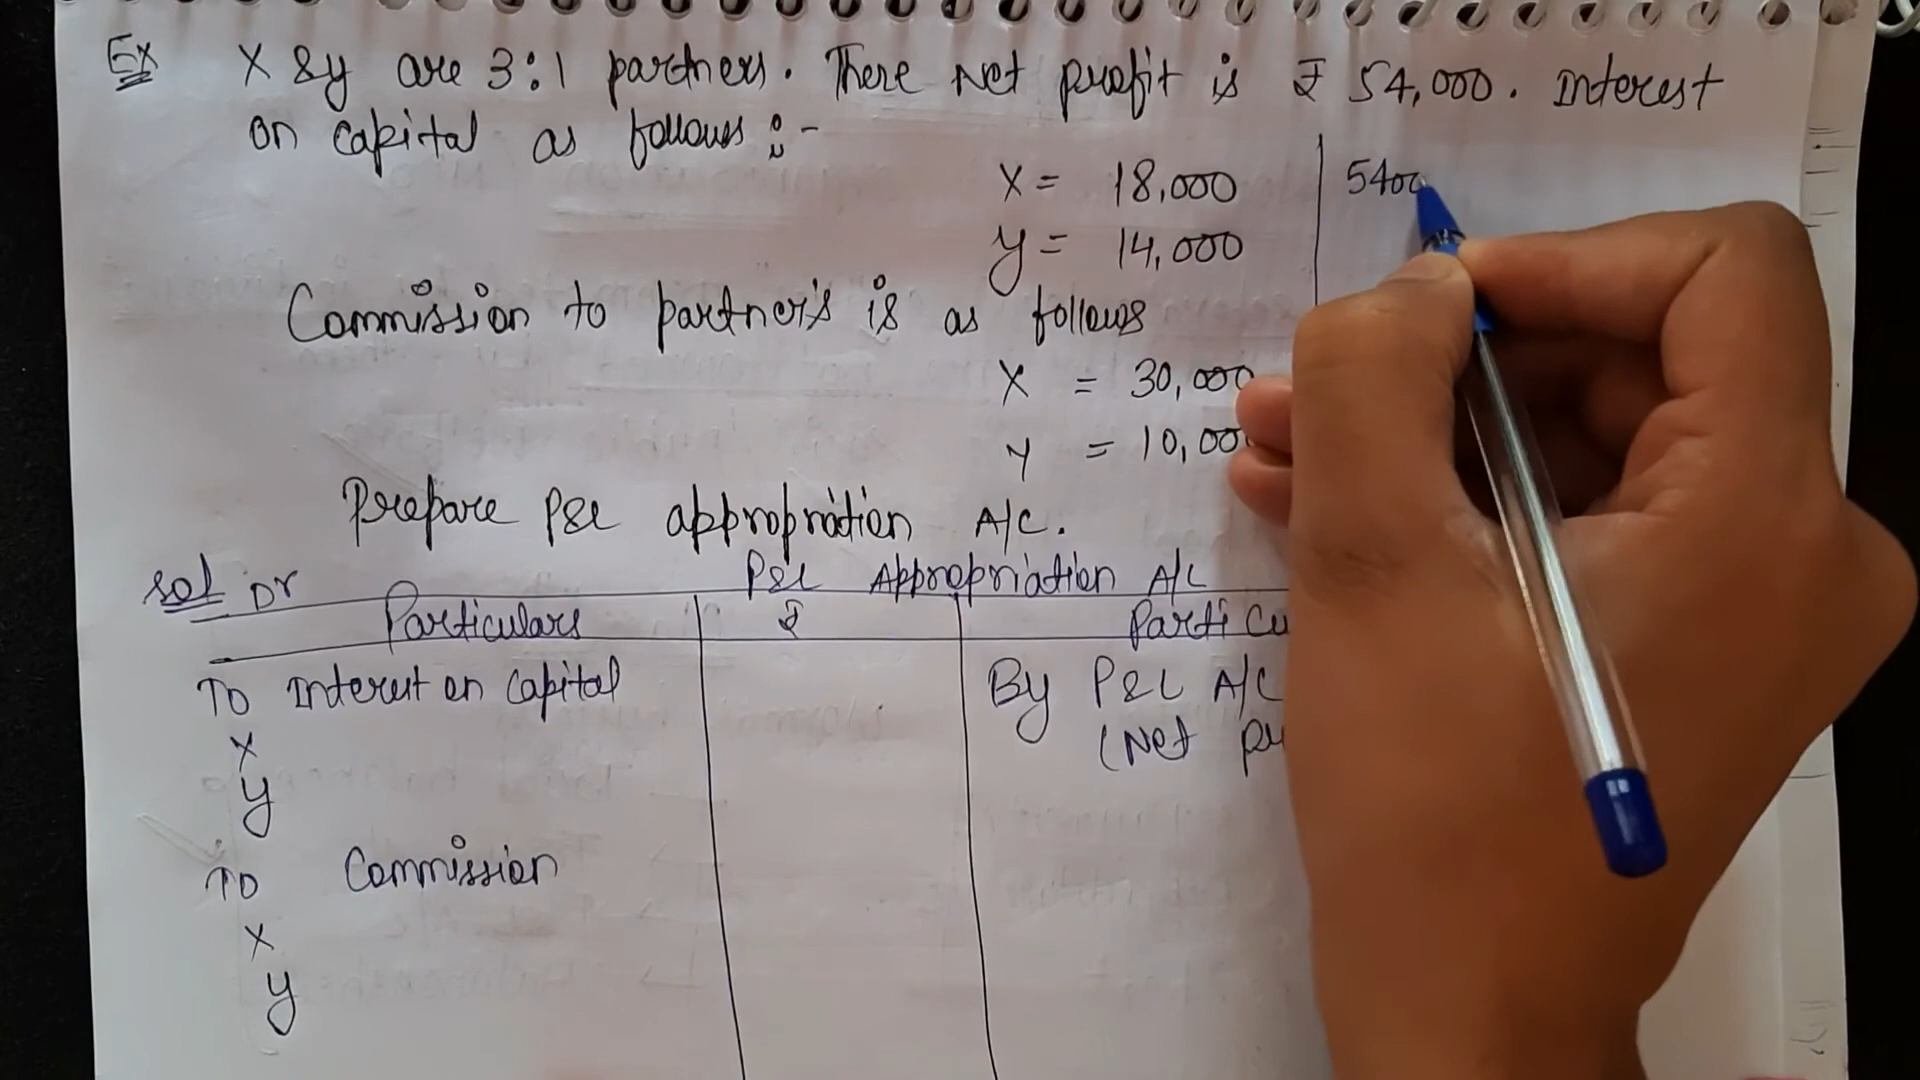 Ex X & y are 3:1 partners. There Net profit is ₹ 54,000. Interest
on capital as follows :-
X = 18,000
y = 14,000
5400
Commission to partner's is as follows
X = 30,000
y = 10,000
Prepare P&L appropriation A/C.
sol Dr P&L Appropriation A/C
Particulars ₹
To Interest on Capital By P&L A/C
X (Net
y
To Commission
X
y